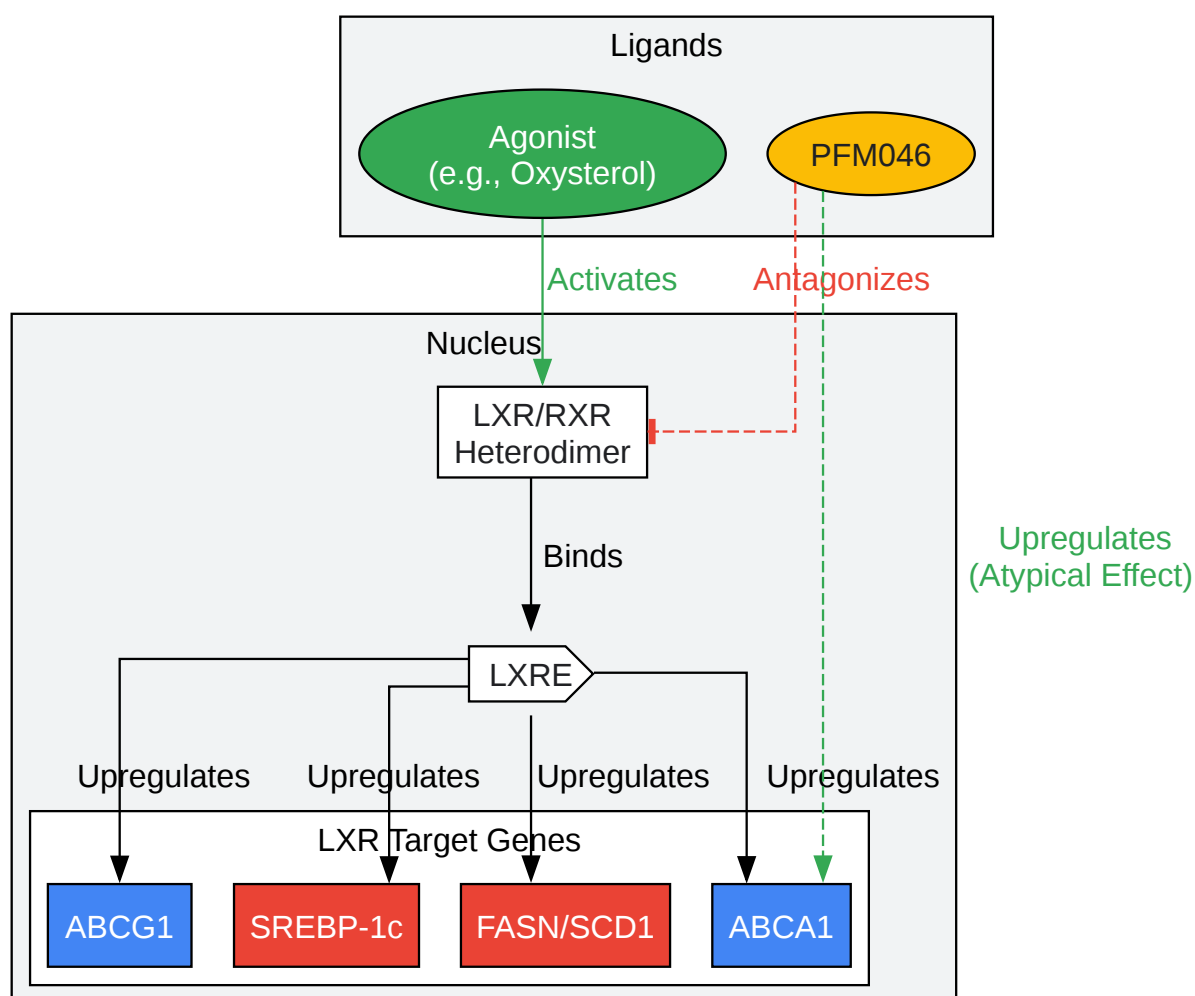 Ligands
Agonist
(e.g., Oxysterol)
PFM046
Activates
Antagonizes
Nucleus
LXR/RXR
Heterodimer
Binds
Upregulates
(Atypical Effect)
LXRE
Upregulates
Upregulates
Upregulates
Upregulates
LXR Target Genes
ABCG1
SREBP-1c
FASN/SCD1
ABCA1